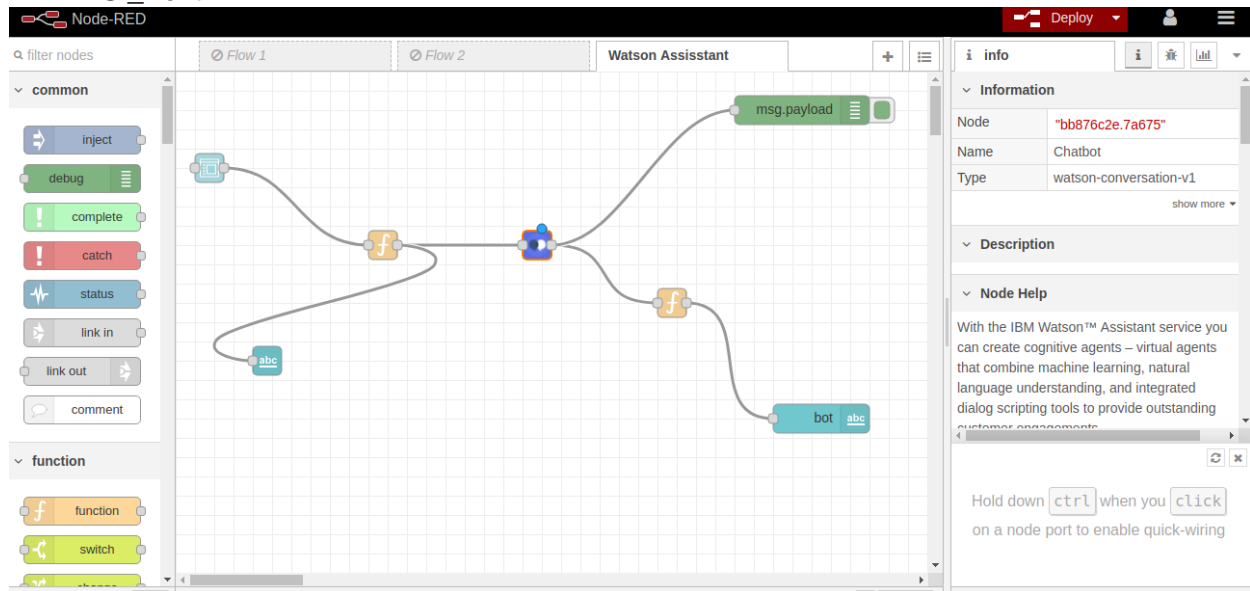 Node-RED
Deploy
filter nodes
Flow 1
Flow 2
Watson Assisstant
i info
i
common
inject
debug
complete
catch
status
link in
link out
comment
function
f function
switch
msg.payload
f
f
abc
bot abc
Information
Node "bb876c2e.7a675"
Name Chatbot
Type watson-conversation-v1
show more
Description
Node Help
With the IBM Watson™ Assistant service you
can create cognitive agents – virtual agents
that combine machine learning, natural
language understanding, and integrated
dialog scripting tools to provide outstanding
customer engagements
Hold down ctrl when you click
on a node port to enable quick-wiring